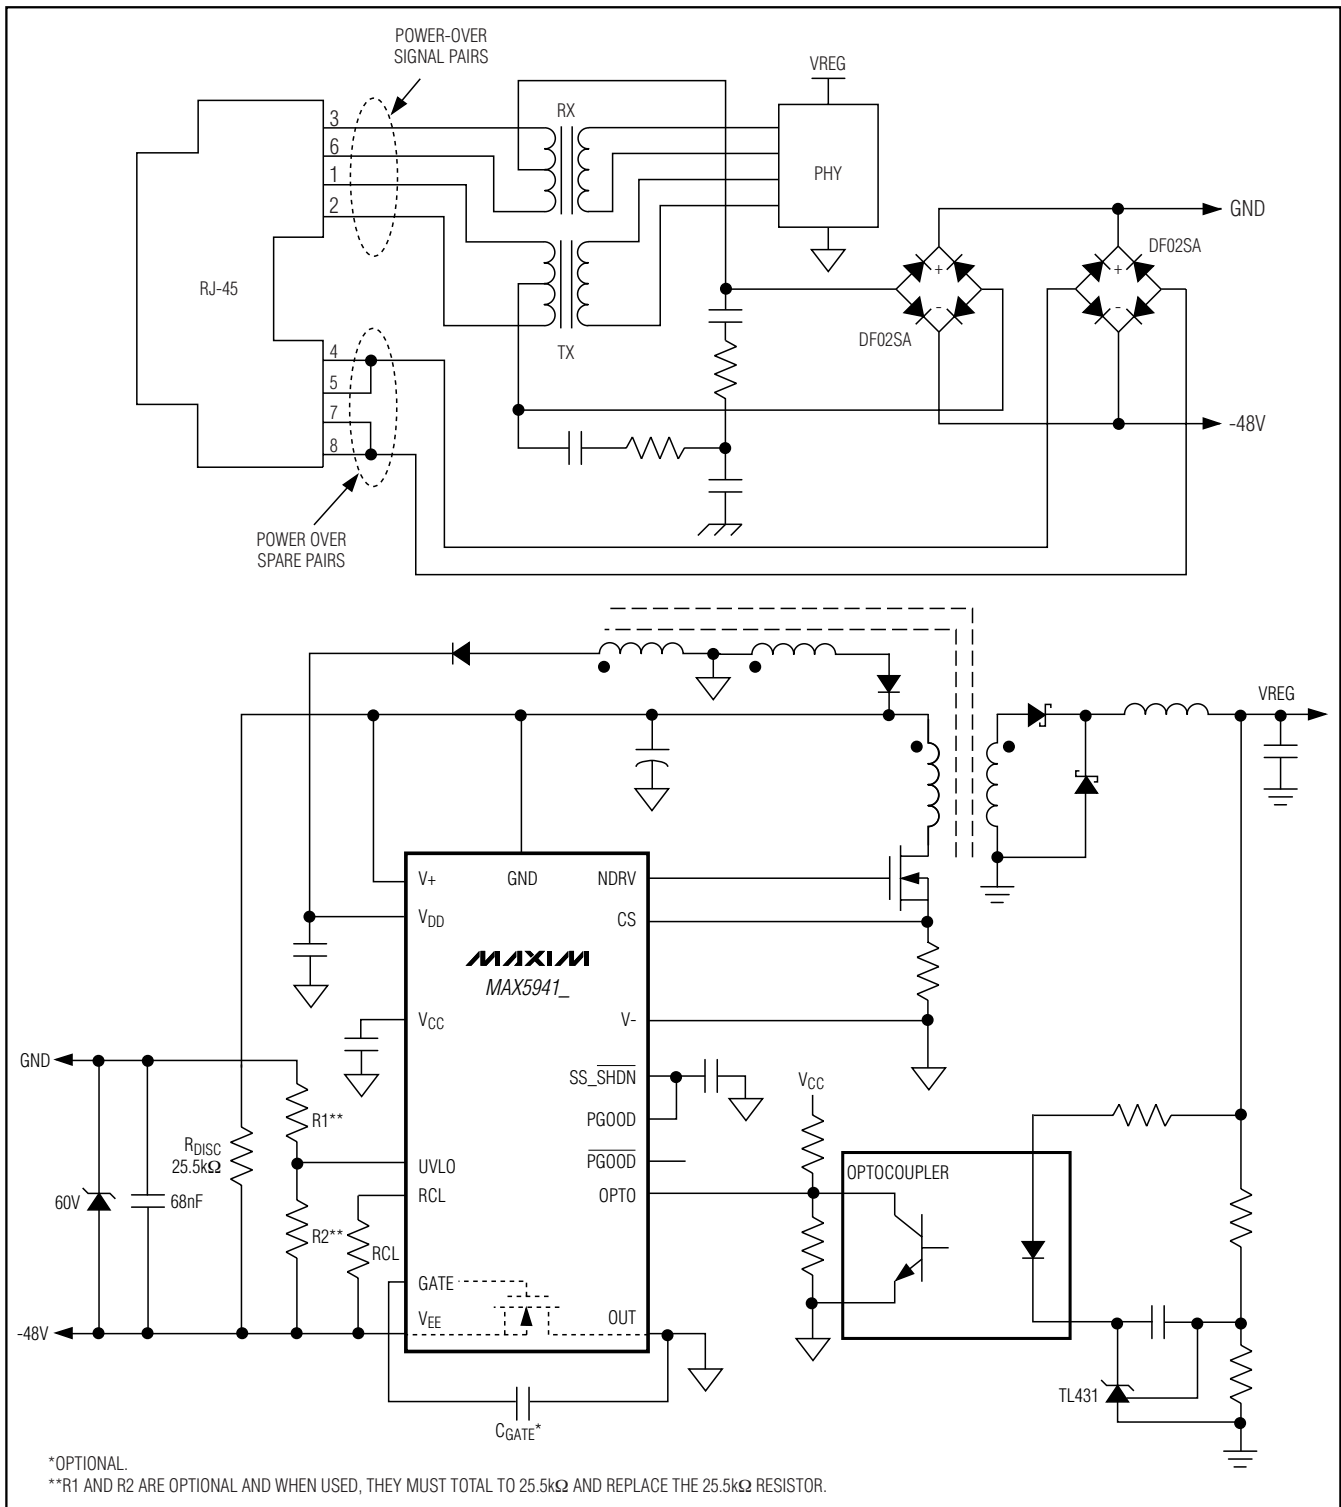 POWER-OVER
SIGNAL PAIRS
VREG
RX
3
6
1
2
PHY
GND
DF02SA
+
+
RJ-45
-
-
DF02SA
TX
4
5
7
8
-48V
POWER OVER
SPARE PAIRS
VREG
V+
GND
NDRV
VDD
CS
MAXIM
MAX5941_
VCC
V-
GND
SS_SHDN
VCC
R1**
PGOOD
RDISC
25.5kΩ
UVLO
PGOOD
OPTOCOUPLER
RCL
OPTO
60V
68nF
R2**
RCL
GATE
VEE
OUT
-48V
TL431
CGATE*
*OPTIONAL.
**R1 AND R2 ARE OPTIONAL AND WHEN USED, THEY MUST TOTAL TO 25.5kΩ AND REPLACE THE 25.5kΩ RESISTOR.